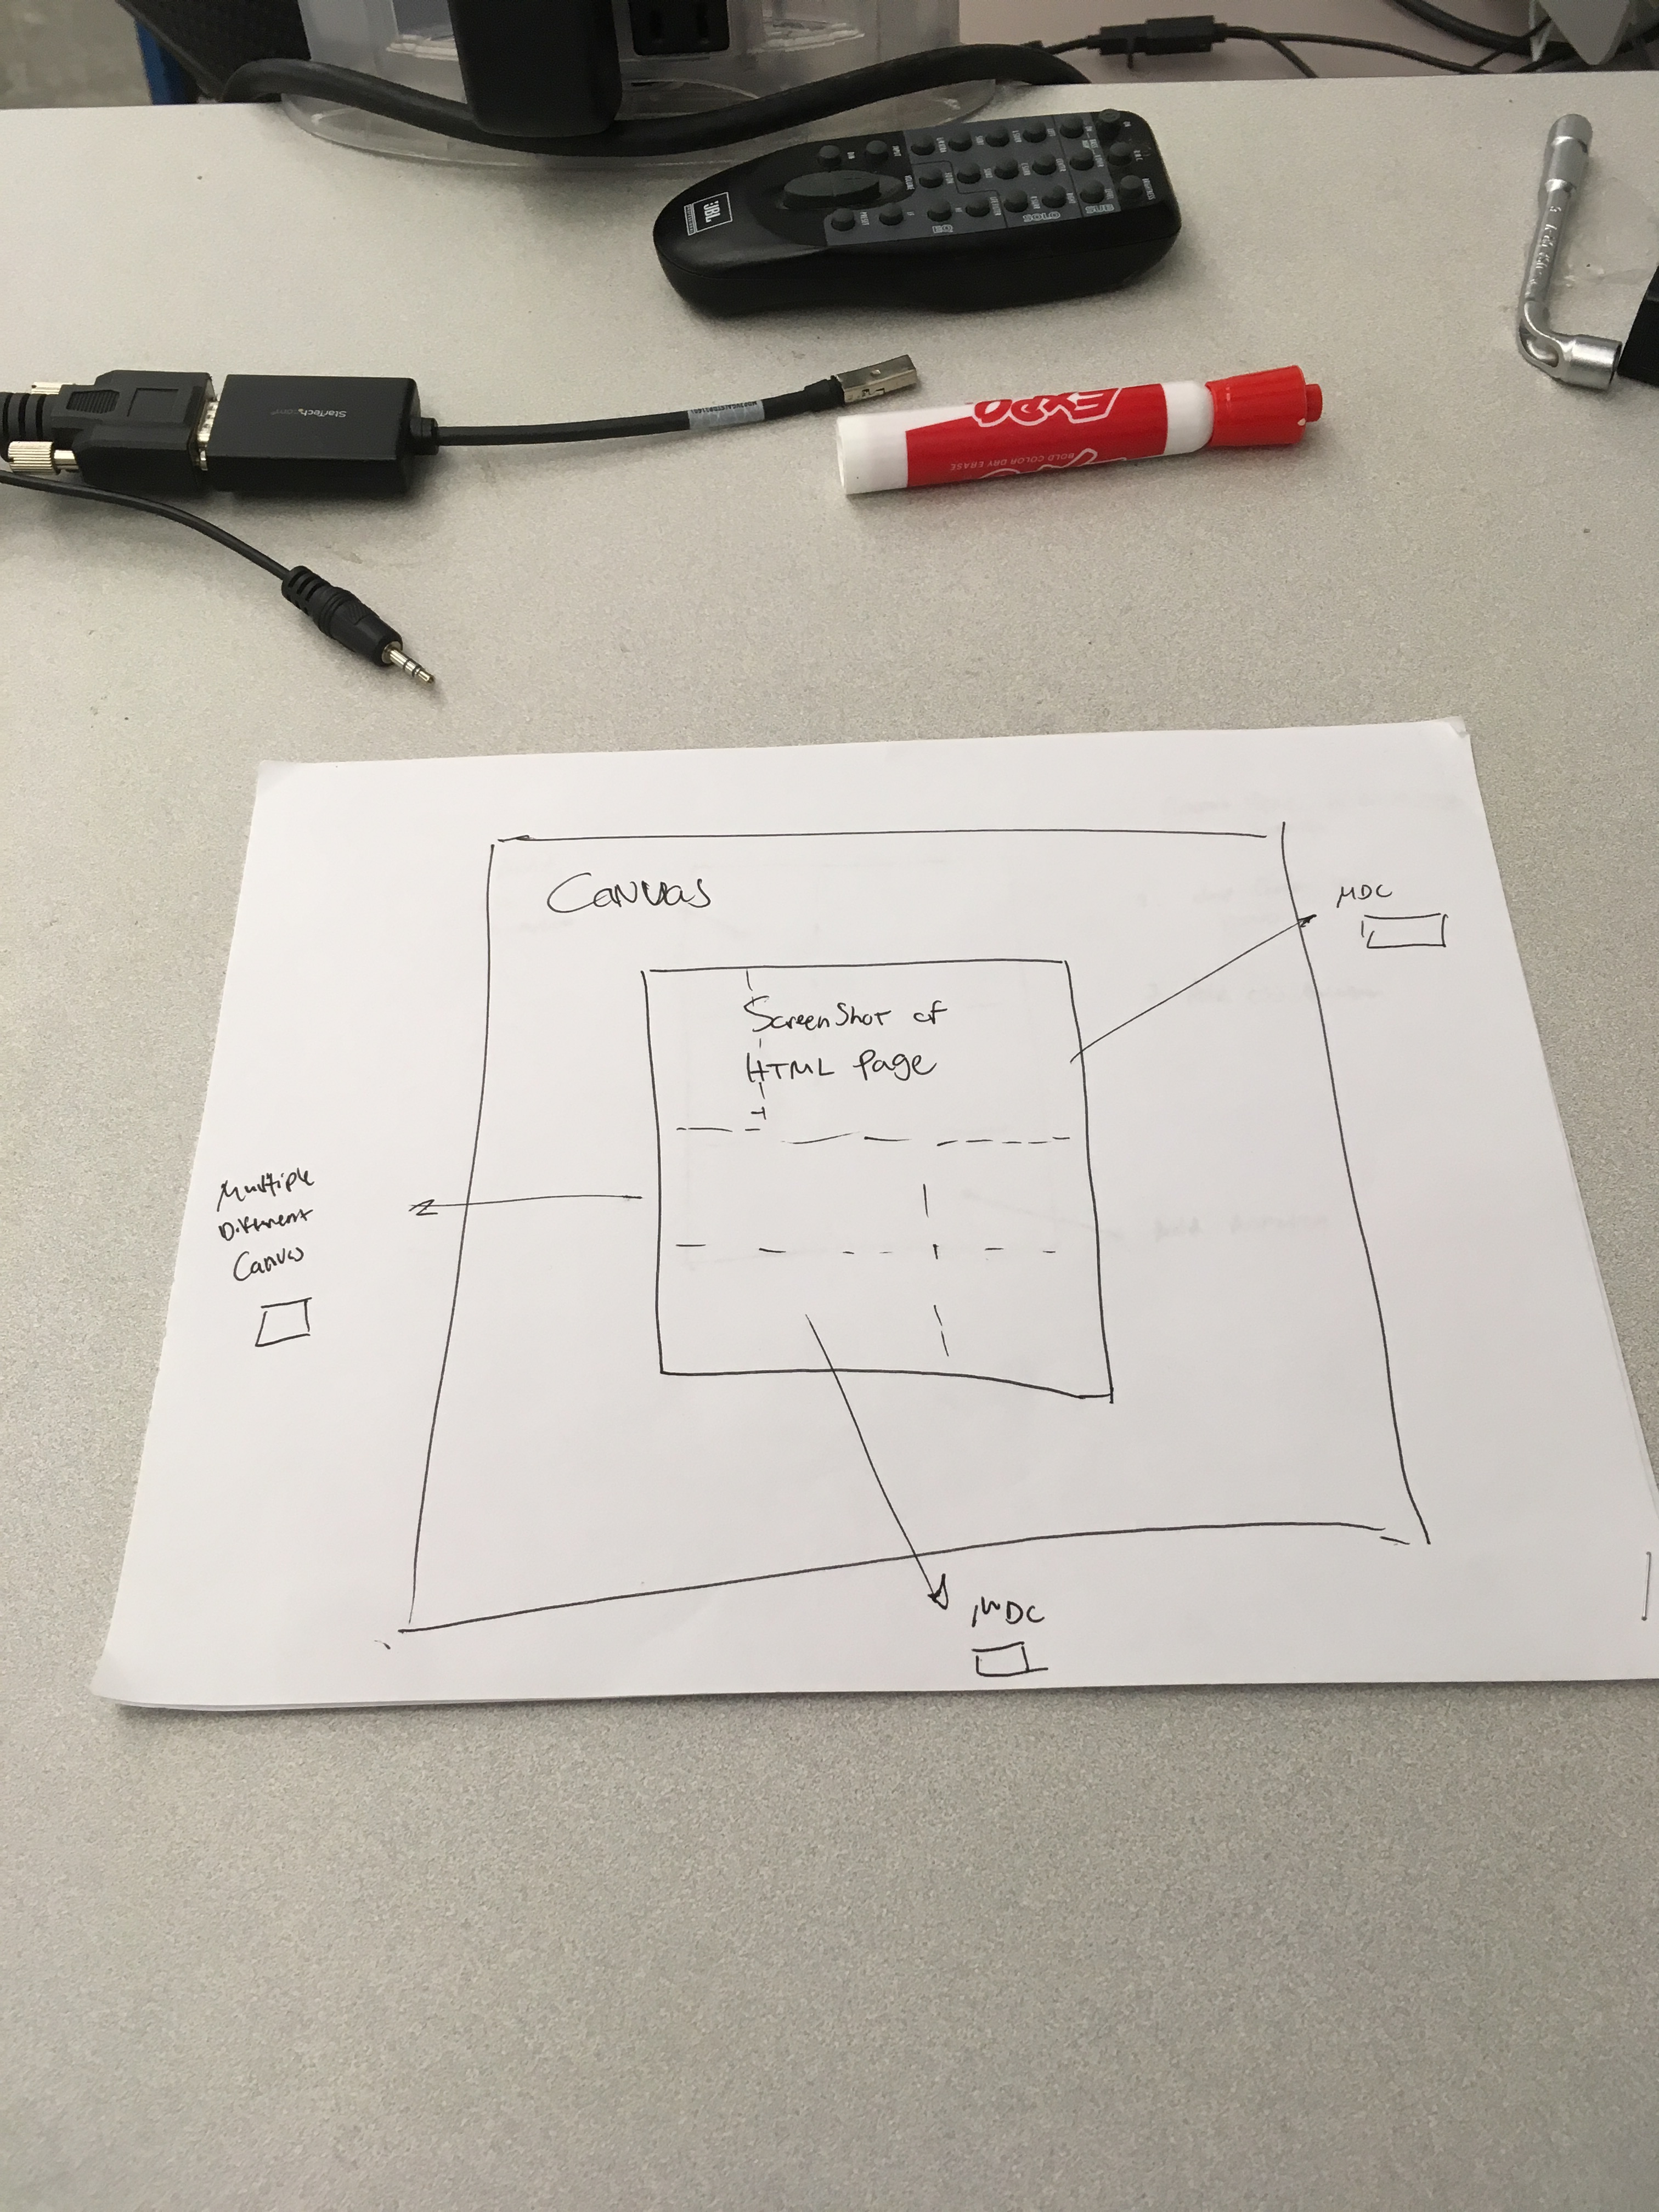 JBL
SOLO
SUB
EQ
StarTech.com
EXPO
BOLD COLOR DRY ERASE
Canvas
MDC
ScreenShot of
HTML Page
Multiple
Different
Canvas
MDC